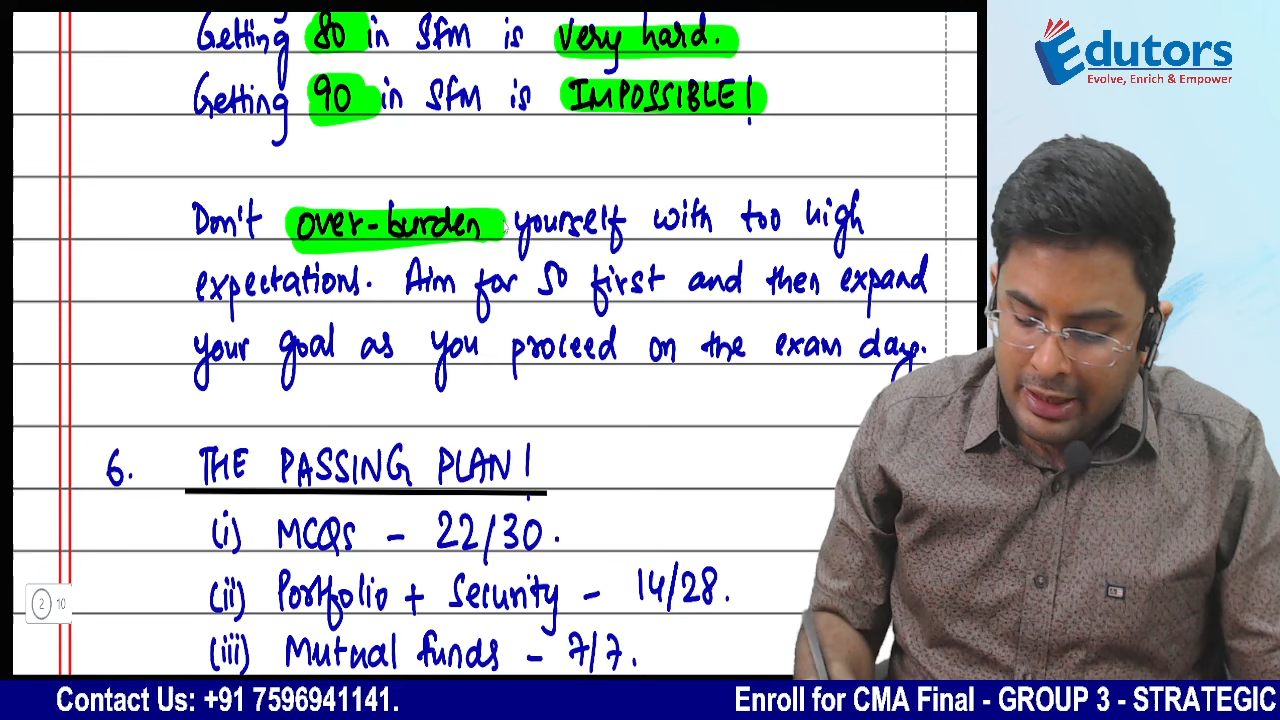 Getting 80 in SFM is very hard.
Getting 90 in SFM is IMPOSSIBLE!
Don't over-burden yourself with too high
expectations. Aim for 50 first and then expand
your goal as you proceed on the exam day.
6. THE PASSING PLAN!
(i) MCQs - 22/30.
(ii) Portfolio + Security - 14/28.
(iii) Mutual funds - 7/7.
2 10
Edutors
Evolve, Enrich & Empower
Contact Us: +91 7596941141.
Enroll for CMA Final - GROUP 3 - STRATEGIC